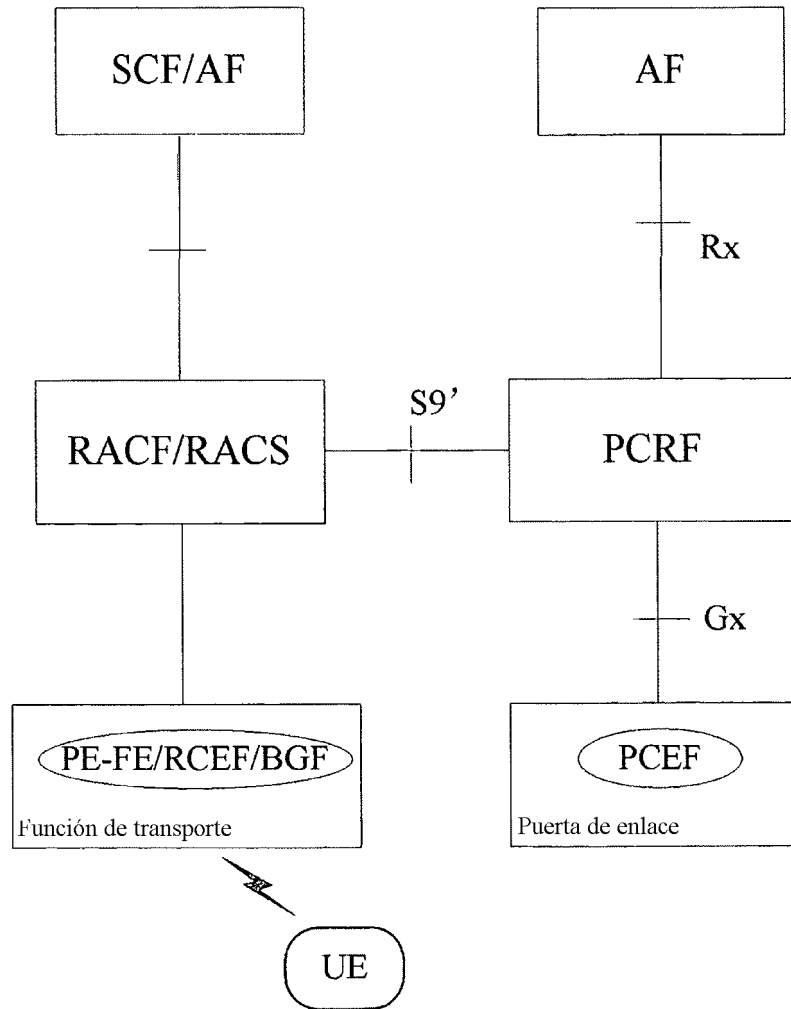 SCF/AF
AF
Rx
RACF/RACS
S9’
PCRF
Gx
PE-FE/RCEF/BGF
Función de transporte
PCEF
Puerta de enlace
UE